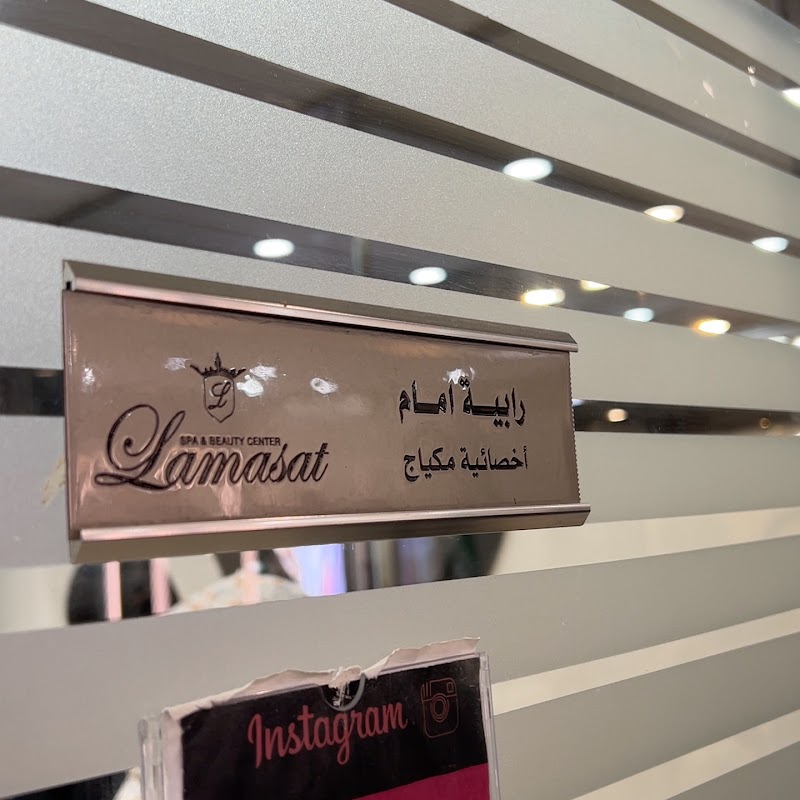 L
SPA & BEAUTY CENTER
Lamasat
رابية امام
أخصائية مكياج
Instagram